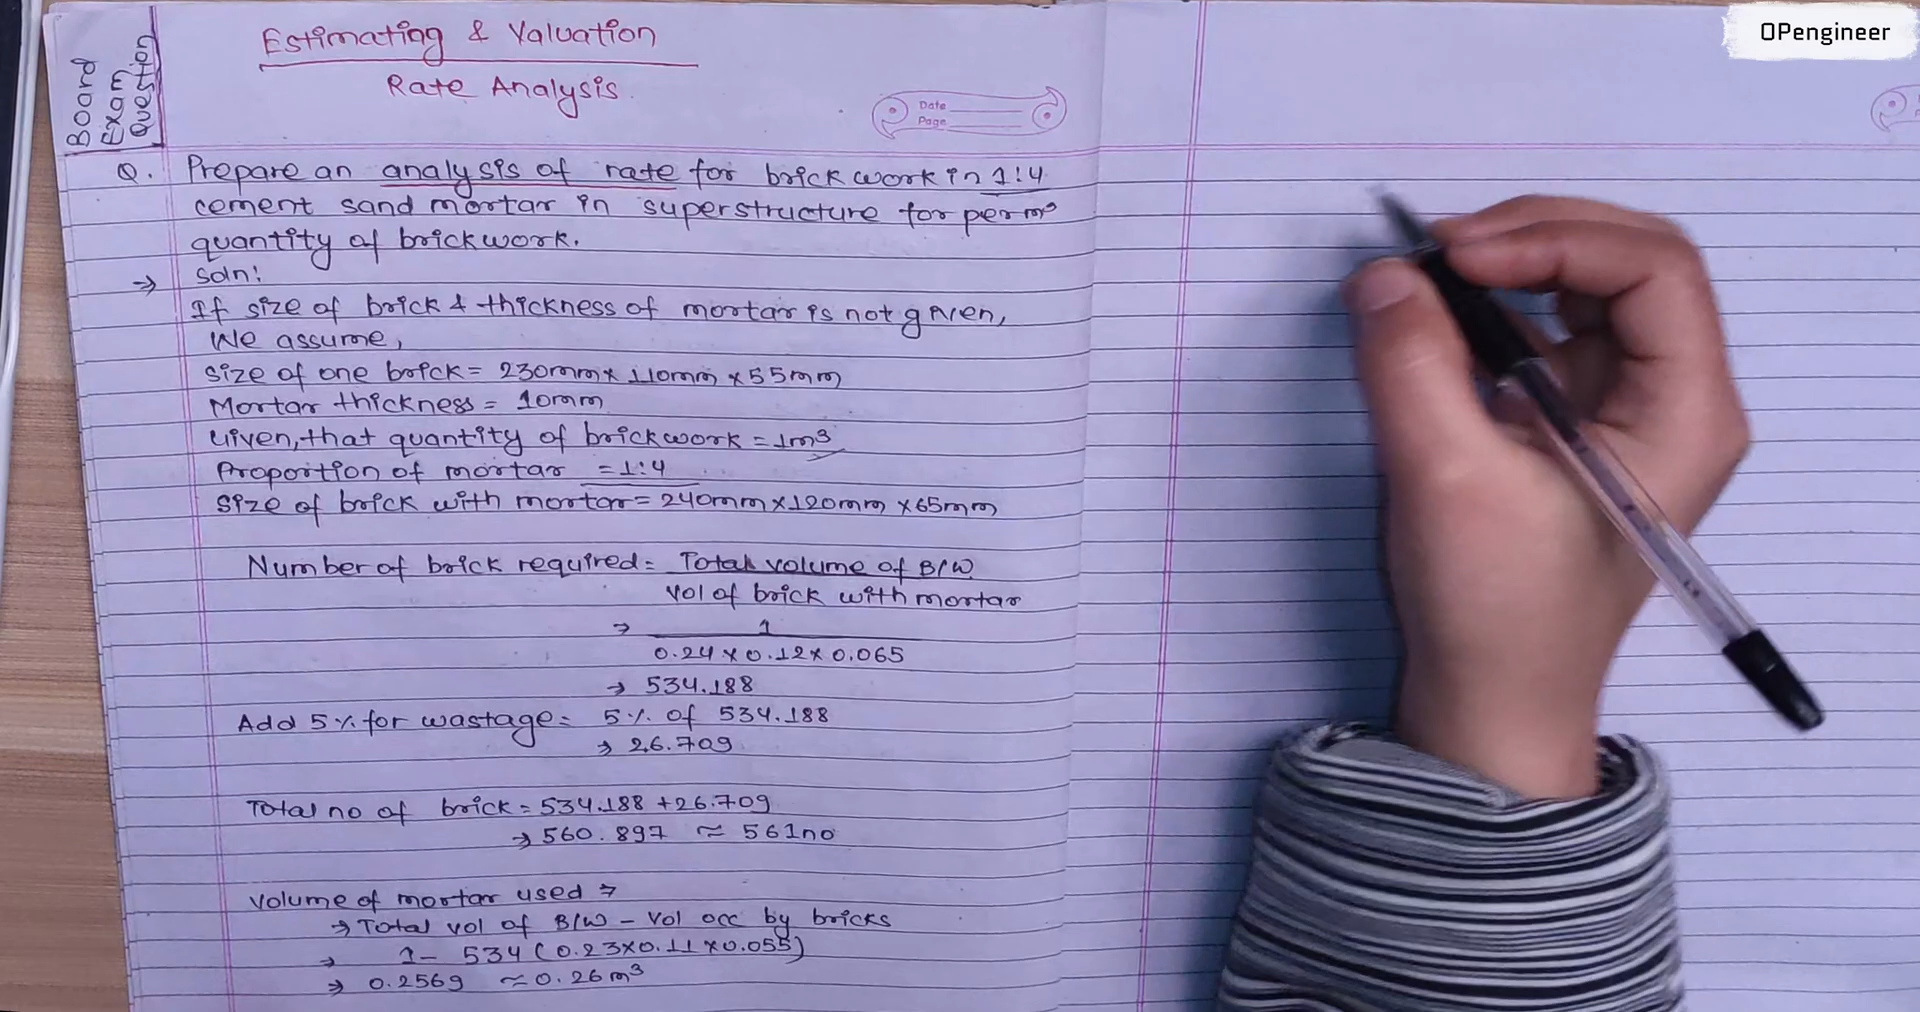 OPengineer
Board
Exam
Question
Estimating & Valuation
Rate Analysis
Date
Page
Q. Prepare an analysis of rate for brickwork in 1:4
cement sand mortar in superstructure for per m³
quantity of brickwork.
→ Soln:
If size of brick & thickness of mortar is not given,
We assume,
Size of one brick = 230mm × 110mm × 55mm
Mortar thickness = 10mm
Given, that quantity of brickwork = 1m³
Proportion of mortar = 1:4
Size of brick with mortar = 240mm × 120mm × 65mm
Number of brick required = Total volume of B/W
Vol of brick with mortar
→ 1
0.24 × 0.12 × 0.065
→ 534.188
Add 5% for wastage = 5% of 534.188
→ 26.709
Total no of brick = 534.188 + 26.709
→ 560.897 ≈ 561no
Volume of mortar used →
→ Total vol of B/W - Vol occ by bricks
→ 1 - 534 (0.23×0.11×0.055)
→ 0.2569 ≈ 0.26 m³